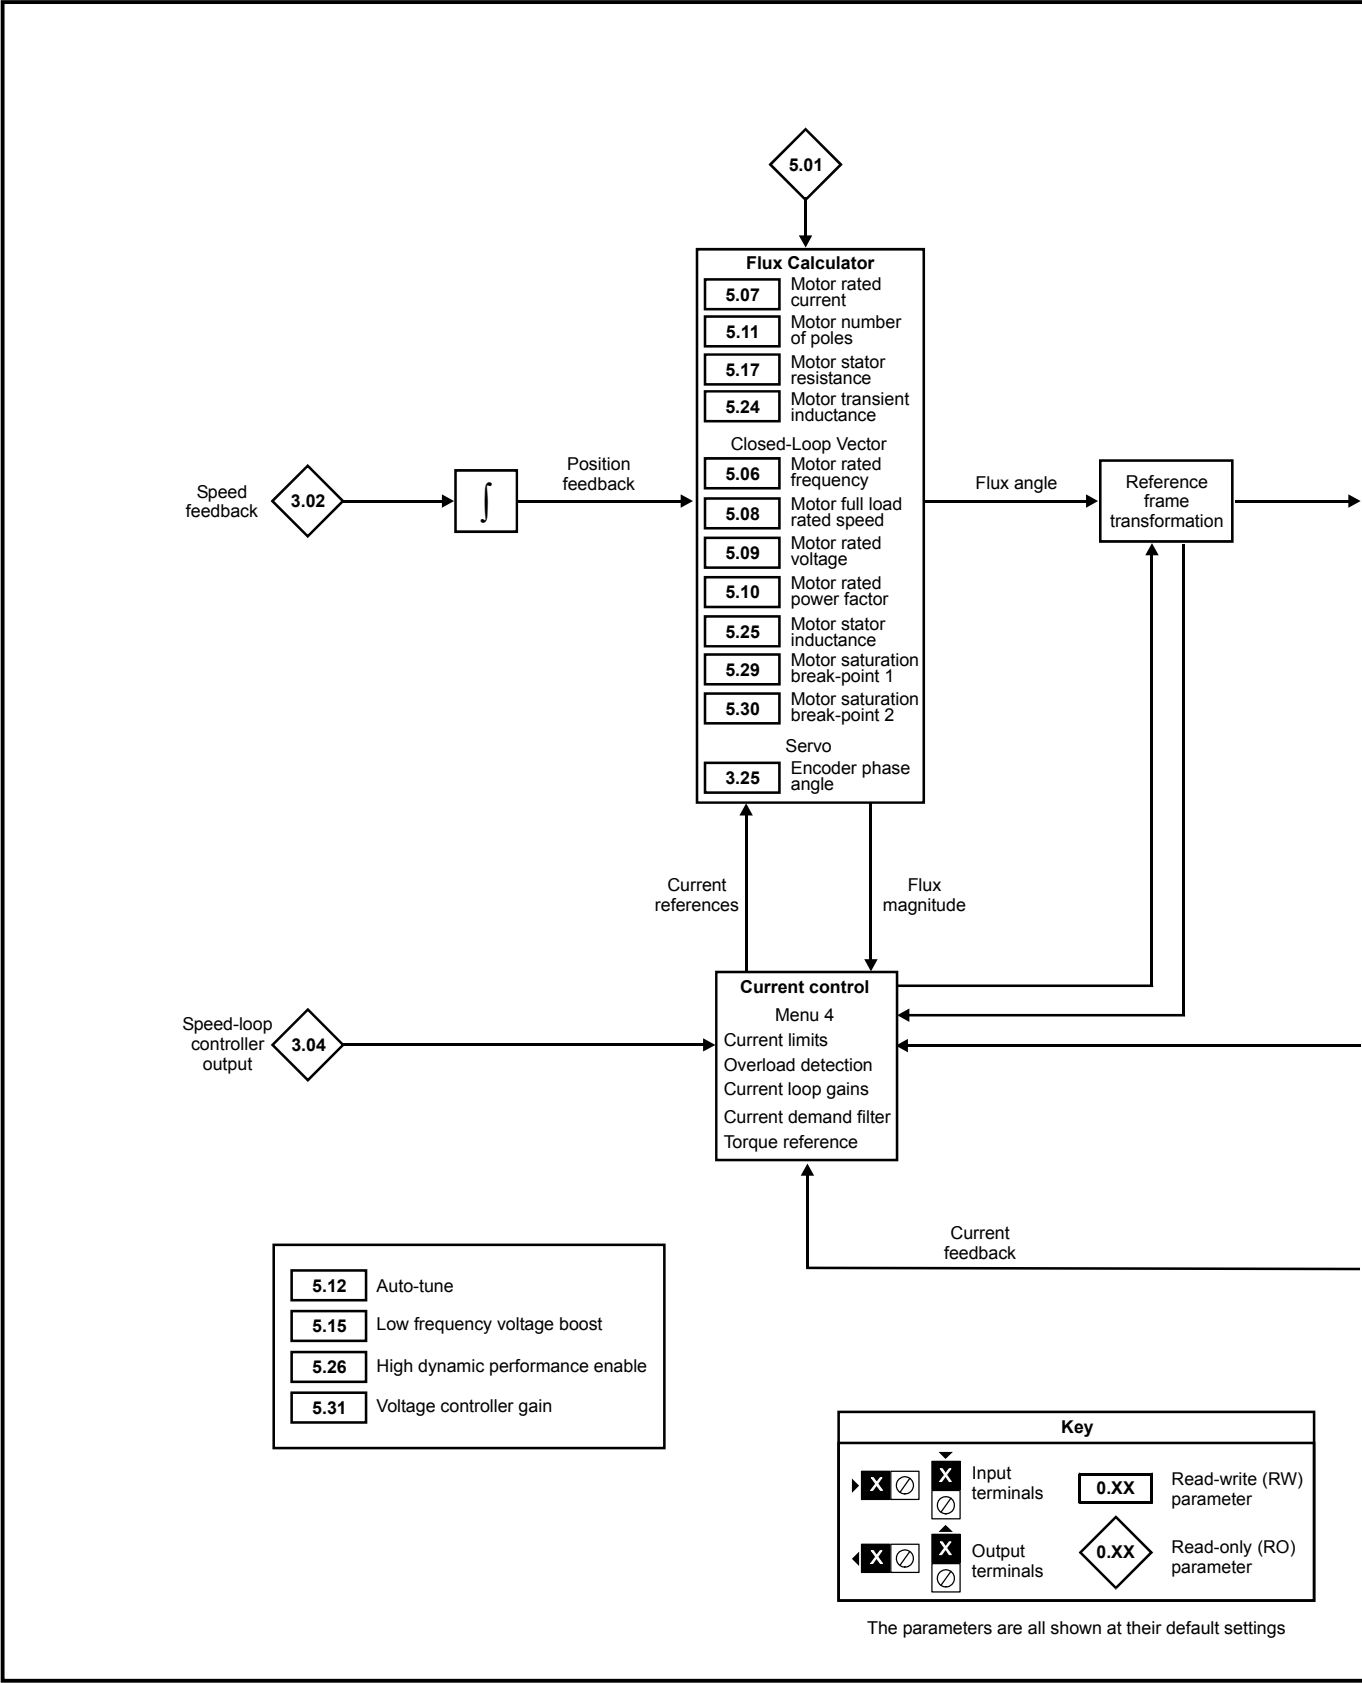 5.01
Flux Calculator
5.07
Motor rated
current
5.11
Motor number
of poles
5.17
Motor stator
resistance
5.24
Motor transient
inductance
Closed-Loop Vector
5.06
Motor rated
frequency
5.08
Motor full load
rated speed
5.09
Motor rated
voltage
5.10
Motor rated
power factor
5.25
Motor stator
inductance
5.29
Motor saturation
break-point 1
5.30
Motor saturation
break-point 2
Servo
3.25
Encoder phase
angle
Speed
feedback
3.02
∫
Position
feedback
Flux angle
Reference
frame
transformation
Current
references
Flux
magnitude
Speed-loop
controller
output
3.04
Current control
Menu 4
Current limits
Overload detection
Current loop gains
Current demand filter
Torque reference
Current
feedback
5.12
Auto-tune
5.15
Low frequency voltage boost
5.26
High dynamic performance enable
5.31
Voltage controller gain
Key
X
X
Input
terminals
0.XX
Read-write (RW)
parameter
X
X
Output
terminals
0.XX
Read-only (RO)
parameter
The parameters are all shown at their default settings